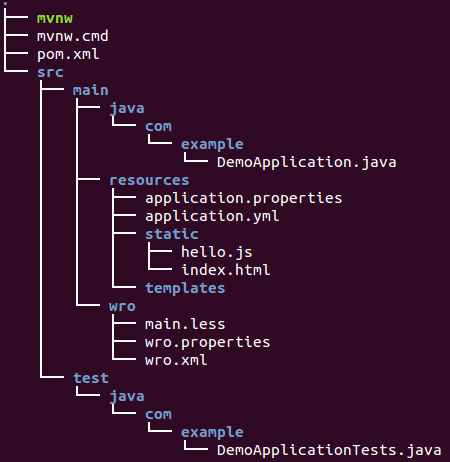 .
mvnw
mvnw.cmd
pom.xml
src
main
java
com
example
DemoApplication.java
resources
application.properties
application.yml
static
hello.js
index.html
templates
wro
main.less
wro.properties
wro.xml
test
java
com
example
DemoApplicationTests.java